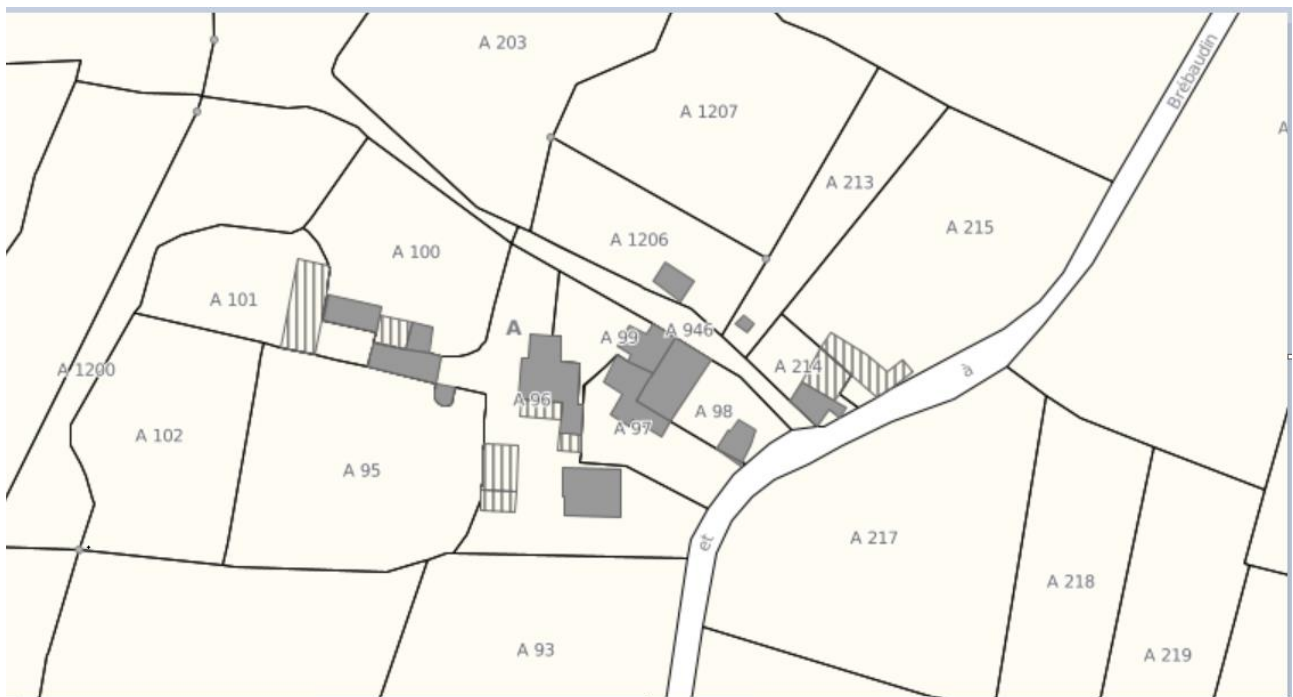 A 203
Brébaudin
A 1207
A
A 213
A 215
A 1206
A 100
A 101
A
A 99
A 946
A 1200
A 214
à
A 96
A 98
A 97
A 102
A 95
et
A 217
A 218
A 93
A 219